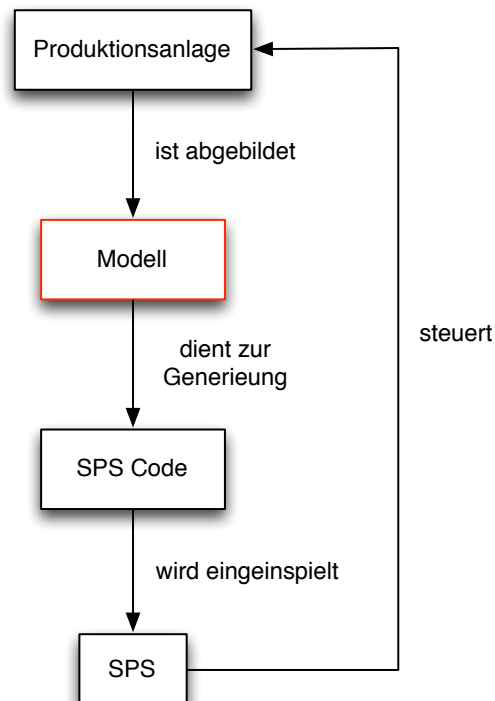 Produktionsanlage
ist abgebildet
Modell
steuert
dient zur
Generieung
SPS Code
wird eingeinspielt
SPS